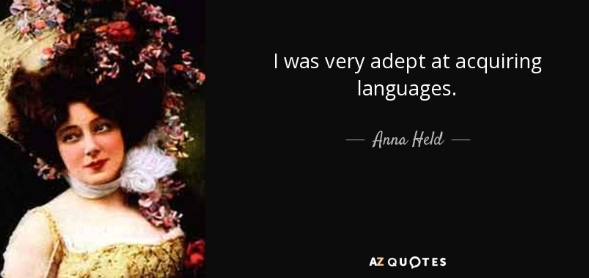 I was very adept at acquiring
languages.
— Anna Held —
AZ QUOTES